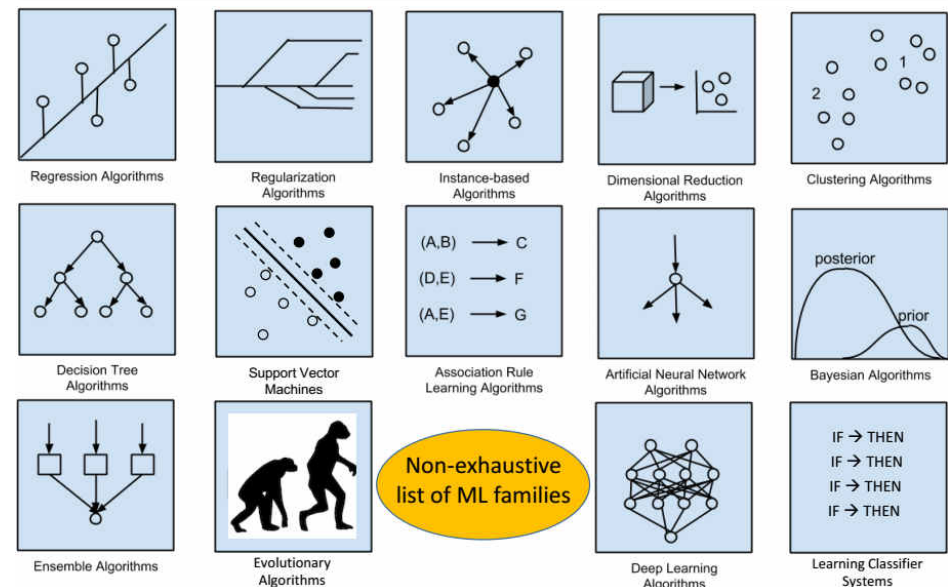 1
2
Regression Algorithms
Regularization
Algorithms
Instance-based
Algorithms
Dimensional Reduction
Algorithms
Clustering Algorithms
(A,B) → C
(D,E) → F
(A,E) → G
posterior
prior
Decision Tree
Algorithms
Support Vector
Machines
Association Rule
Learning Algorithms
Artificial Neural Network
Algorithms
Bayesian Algorithms
Non-exhaustive
list of ML families
IF → THEN
IF → THEN
IF → THEN
IF → THEN
Ensemble Algorithms
Evolutionary
Algorithms
Deep Learning
Algorithms
Learning Classifier
Systems